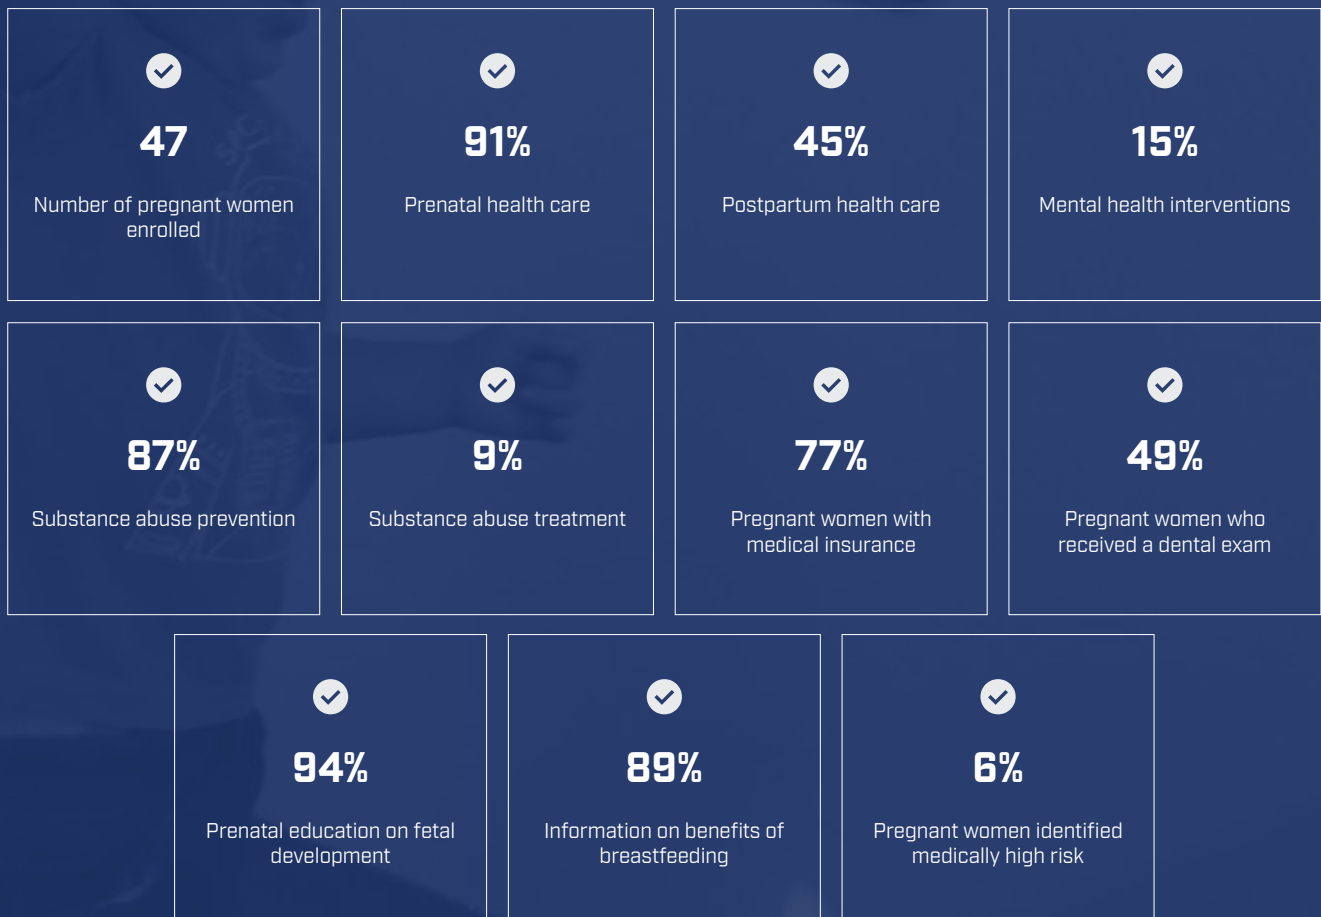 47
Number of pregnant women
enrolled
91%
Prenatal health care
45%
Postpartum health care
15%
Mental health interventions
87%
Substance abuse prevention
9%
Substance abuse treatment
77%
Pregnant women with
medical insurance
49%
Pregnant women who
received a dental exam
94%
Prenatal education on fetal
development
89%
Information on benefits of
breastfeeding
6%
Pregnant women identified
medically high risk